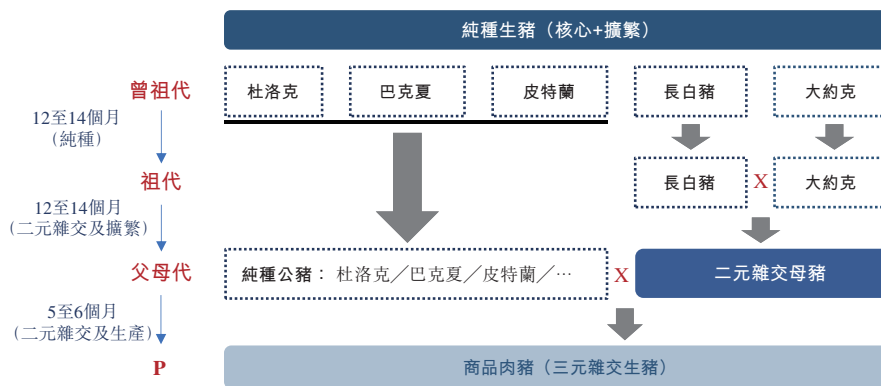 純種生豬（核心+擴繁）
曾祖代
杜洛克
巴克夏
皮特蘭
長白豬
大約克
12至14個月
（純種）
祖代
長白豬
X
大約克
12至14個月
（二元雜交及擴繁）
父母代
純種公豬： 杜洛克／巴克夏／皮特蘭／…
X
二元雜交母豬
5至6個月
（二元雜交及生產）
P
商品肉豬（三元雜交生豬）